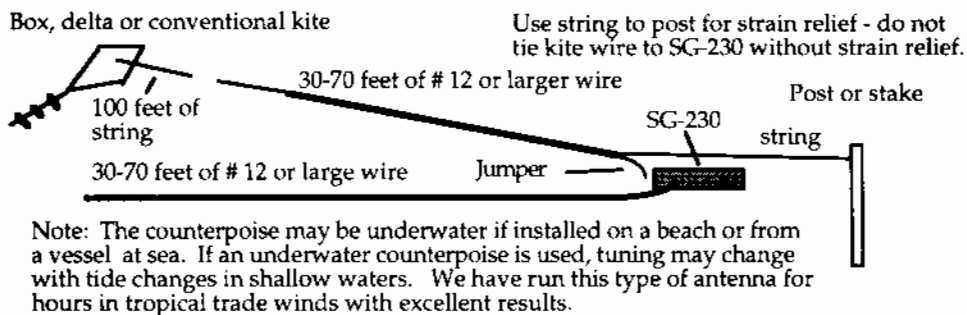 Box, delta or conventional kite
Use string to post for strain relief - do not
tie kite wire to SG-230 without strain relief.
30-70 feet of # 12 or larger wire
100 feet of
string
Post or stake
SG-230
string
30-70 feet of # 12 or large wire
Jumper
Note: The counterpoise may be underwater if installed on a beach or from
a vessel at sea. If an underwater counterpoise is used, tuning may change
with tide changes in shallow waters. We have run this type of antenna for
hours in tropical trade winds with excellent results.